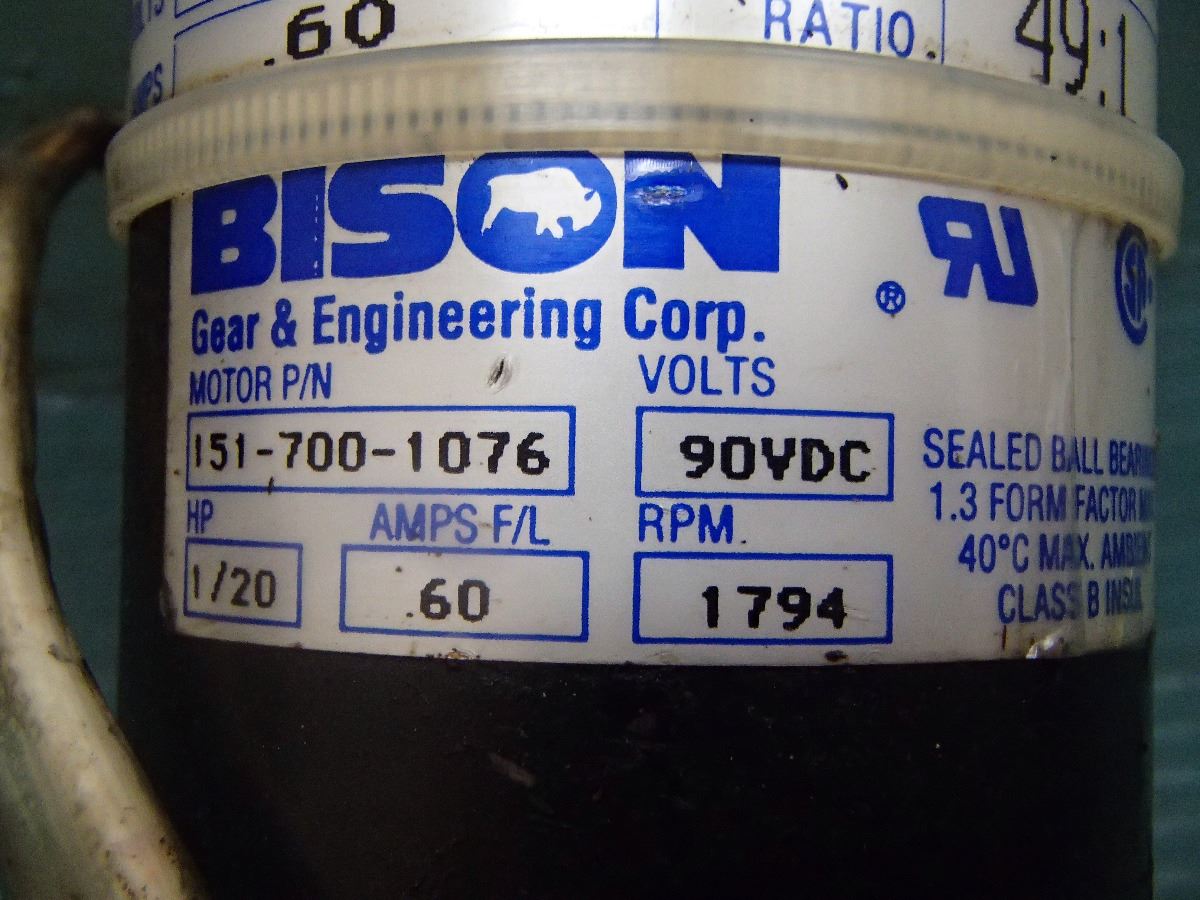 .60 RATIO 49:1
BISON
®
Gear & Engineering Corp.
MOTOR P/N VOLTS
151-700-1076 90VDC
HP AMPS F/L RPM
1/20 .60 1794
SEALED BALL
1.3 FORM FACTOR
40°C MAX.
CLASS B